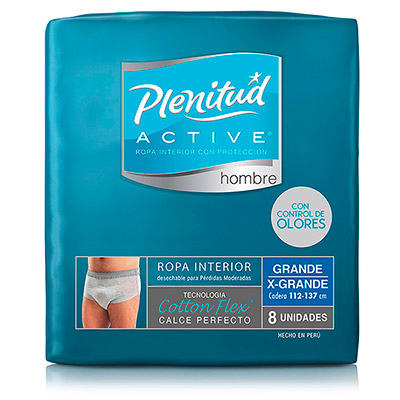 Plenitud
ACTIVE®
ROPA INTERIOR CON PROTECCIÓN
hombre
CON
CONTROL DE
OLORES
ROPA INTERIOR
desechable para Pérdidas Moderadas
TECNOLOGIA
Cotton Flex
CALCE PERFECTO
GRANDE
X-GRANDE
Cadera 112-137 cm
8 UNIDADES
HECHO EN PERÚ